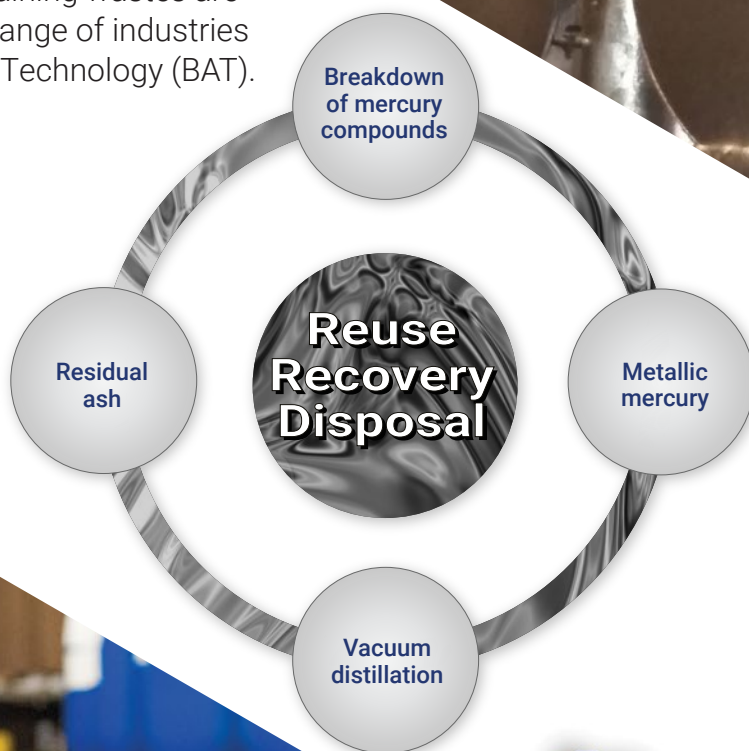 ange of industries
Technology (BAT).
Breakdown
of mercury
compounds
Residual
ash
Reuse
Recovery
Disposal
Metallic
mercury
Vacuum
distillation